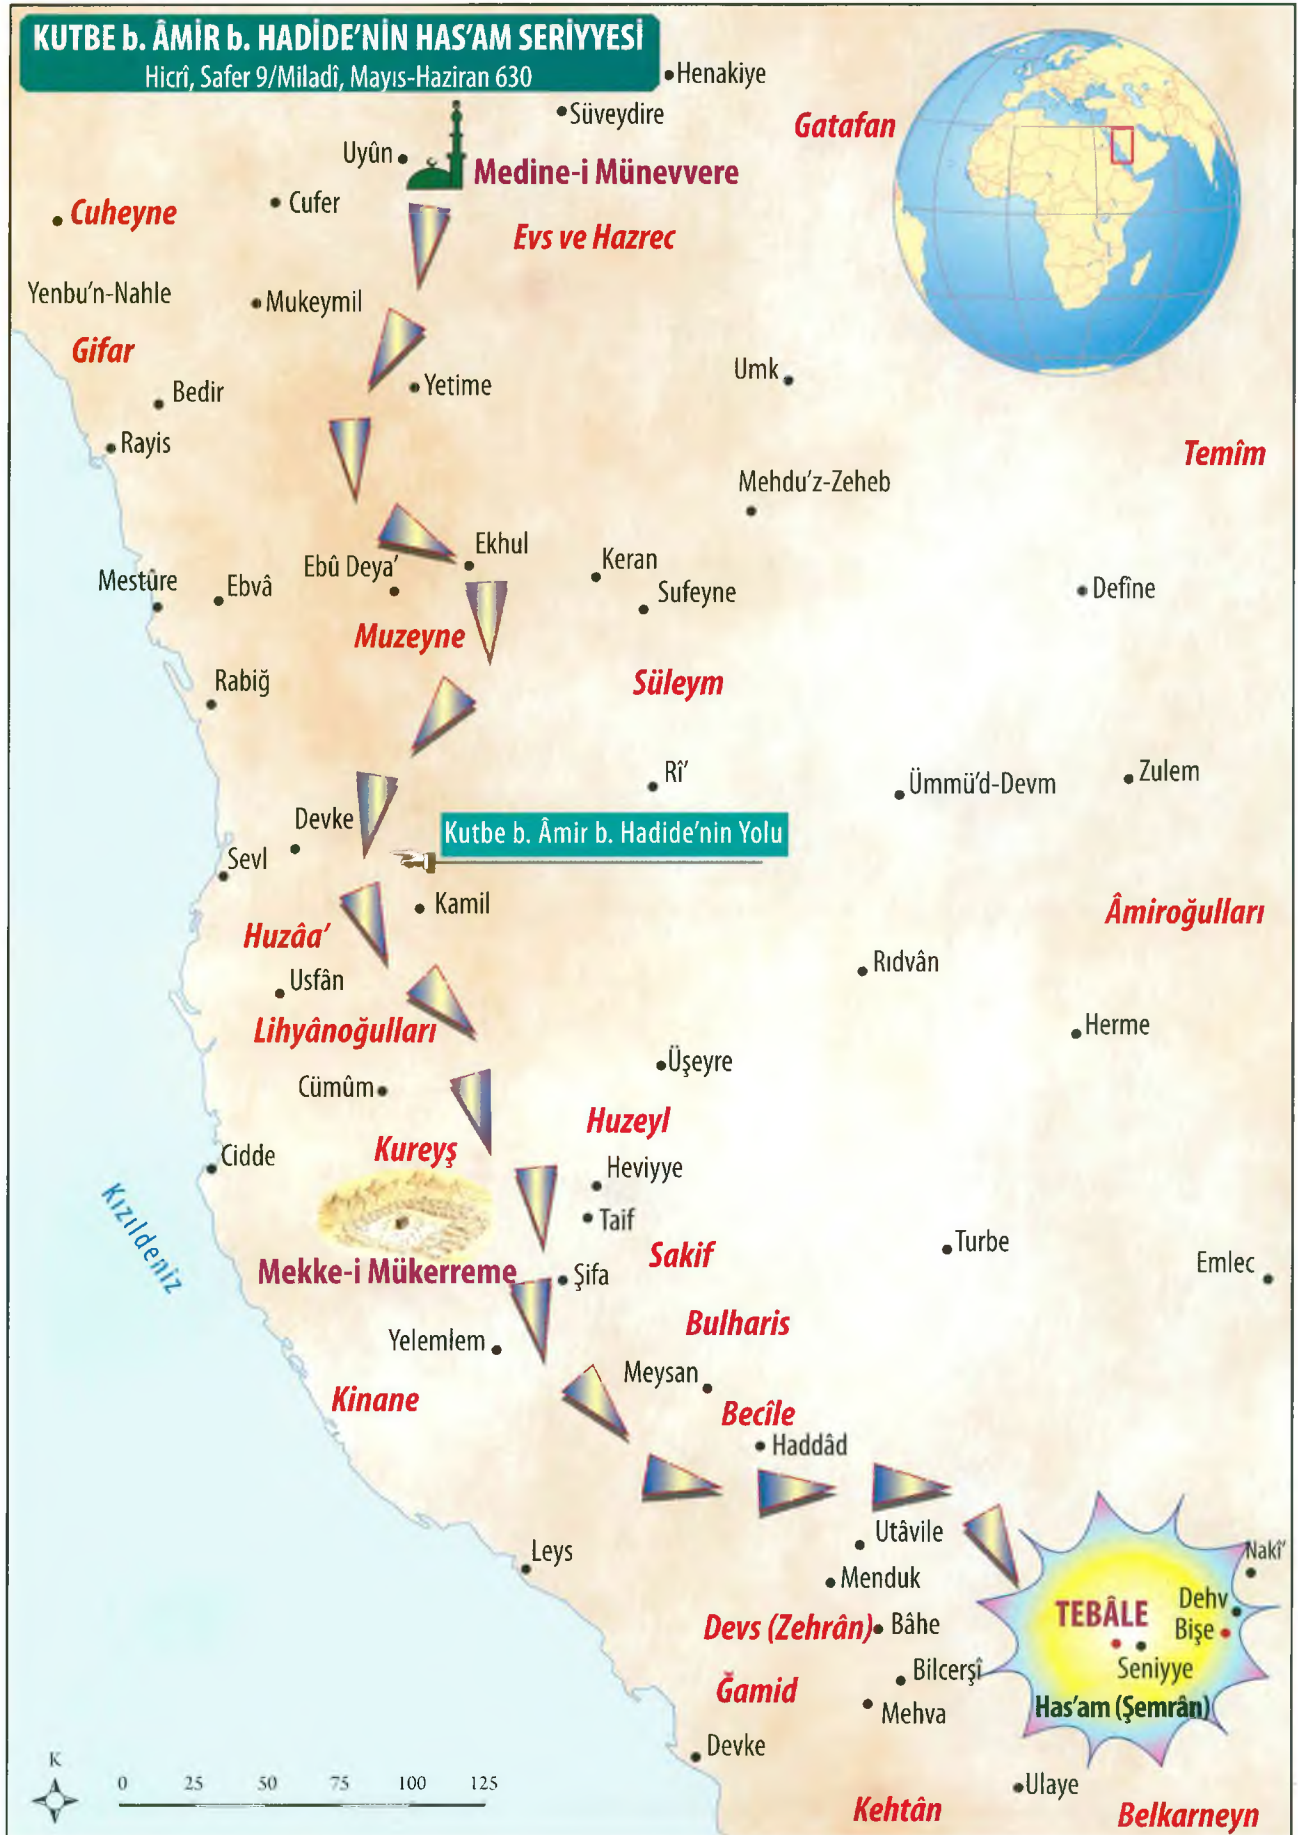 KUTBE b. ÂMİR b. HADİDE'NİN HAS'AM SERİYYESİ
Hicrî, Safer 9/Miladî, Mayıs-Haziran 630
Henakiye
Süveydire
Gatafan
Uyûn
Medine-i Münevvere
Cufer
Cuheyne
Evs ve Hazrec
Yenbu'n-Nahle
Mukeymil
Gifar
Umk
Yetime
Bedir
Rayis
Temîm
Mehdu'z-Zeheb
Ekhul
Keran
Ebû Deya'
Mestûre
Ebvâ
Sufeyne
Defîne
Muzeyne
Süleym
Rabiğ
Rî'
Ümmü'd-Devm
Zulem
Devke
Kutbe b. Âmir b. Hadide'nin Yolu
Sevl
Kamil
Âmiroğulları
Huzâa'
Rıdvân
Usfân
Lihyânoğulları
Herme
Üşeyre
Cümûm
Huzeyl
Kureyş
Cidde
Heviyye
Kızıldeniz
Taif
Turbe
Sakif
Emlec
Mekke-i Mükerreme
Şifa
Bulharis
Yelemlem
Meysan
Kinane
Becîle
Haddâd
Utâvile
Leys
Nakî'
Menduk
Dehv
TEBÂLE
Devs (Zehrân)
Bâhe
Bişe
Seniyye
Bilcerşî
Ğamid
Has'am (Şemrân)
Mehva
Devke
K
0 25 50 75 100 125
Ulaye
Kehtân
Belkarneyn